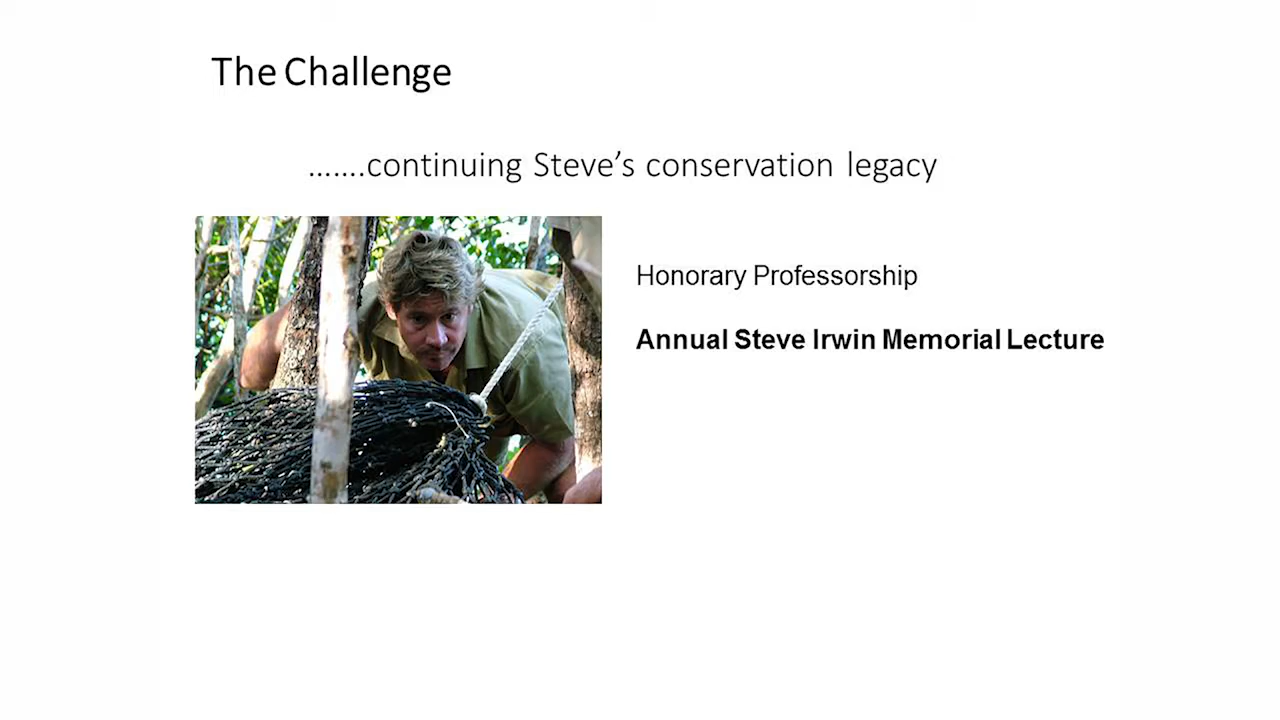 The Challenge
.......continuing Steve’s conservation legacy
Honorary Professorship
Annual Steve Irwin Memorial Lecture